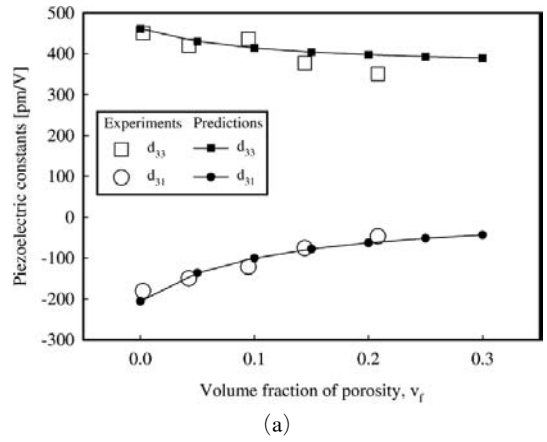 500
400
300
200
100
0
-100
-200
-300
Piezoelectric constants [pm/V]
Experiments Predictions
d33 d33
d31 d31
0.0 0.1 0.2 0.3
Volume fraction of porosity, vf
(a)